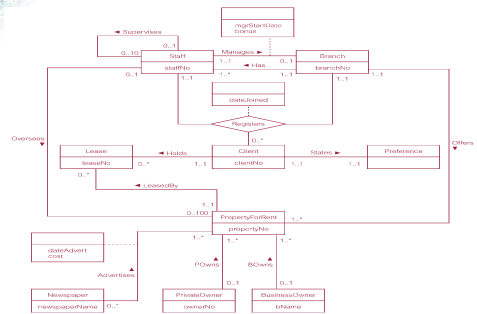 mgrStartDate
bonus
◄ Supervises
0..1
0..10
Staff
staffNo
Manages ►
1..1
0..1
◄ Has
1..*
1..1
Branch
branchNo
0..1
1..1
1..1
1..1
dateJoined
Registers
Oversees
▼
Offers
▼
0..*
Lease
leaseNo
◄ Holds
0..*
1..1
Client
clientNo
States ►
1..1
1..1
Preference
0..*
◄ LeasedBy
1..1
0..100
PropertyForRent
propertyNo
1..*
1..*
1..*
1..*
dateAdvert
cost
▲
Advertises
▲
POwns
▲
BOwns
0..1
0..1
Newspaper
newspaperName
0..*
PrivateOwner
ownerNo
BusinessOwner
bName